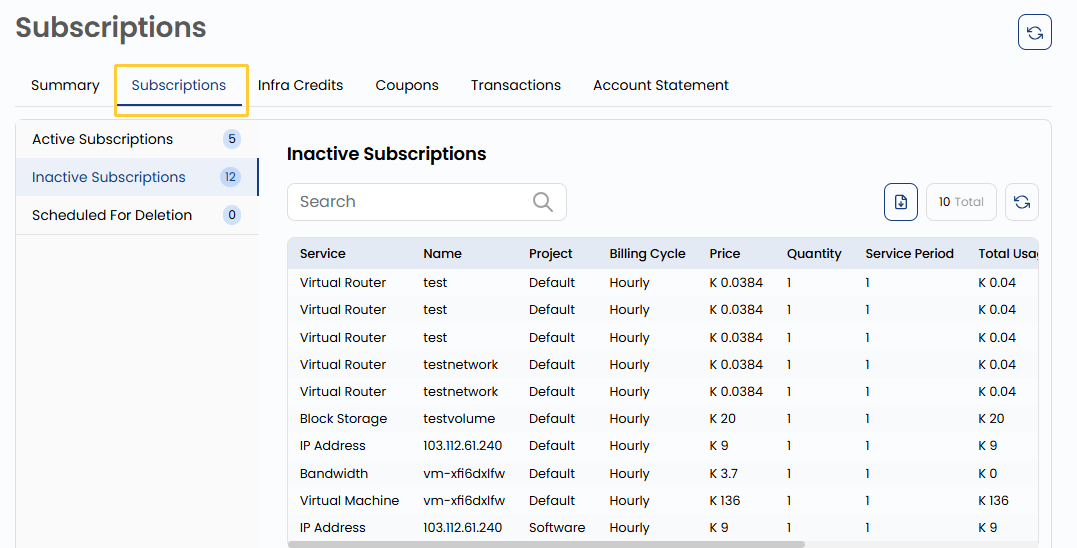 Subscriptions
Summary Subscriptions Infra Credits Coupons Transactions Account Statement
Active Subscriptions 5
Inactive Subscriptions 12
Scheduled For Deletion 0
Inactive Subscriptions
Search 10 Total
Service Name Project Billing Cycle Price Quantity Service Period Total Usag
Virtual Router test Default Hourly K 0.0384 1 1 K 0.04
Virtual Router test Default Hourly K 0.0384 1 1 K 0.04
Virtual Router test Default Hourly K 0.0384 1 1 K 0.04
Virtual Router testnetwork Default Hourly K 0.0384 1 1 K 0.04
Virtual Router testnetwork Default Hourly K 0.0384 1 1 K 0.04
Block Storage testvolume Default Hourly K 20 1 1 K 20
IP Address 103.112.61.240 Default Hourly K 9 1 1 K 9
Bandwidth vm-xfi6dxlfw Default Hourly K 3.7 1 1 K 0
Virtual Machine vm-xfi6dxlfw Default Hourly K 136 1 1 K 136
IP Address 103.112.61.240 Software Hourly K 9 1 1 K 9